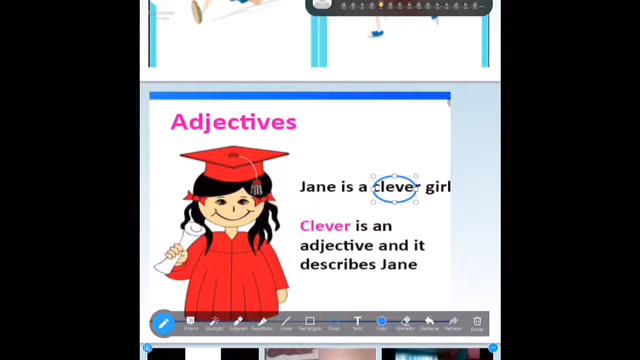 Adjectives
Jane is a clever girl
Clever is an
adjective and it
describes Jane